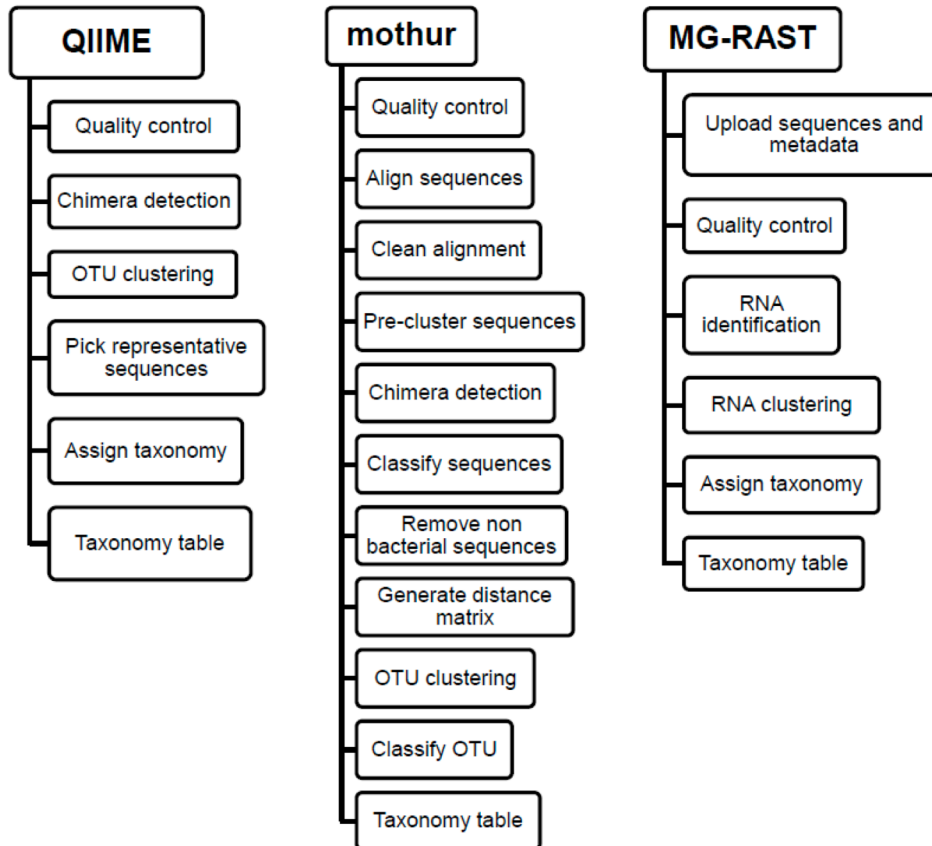 QIIME
Quality control
Chimera detection
OTU clustering
Pick representative
sequences
Assign taxonomy
Taxonomy table
mothur
Quality control
Align sequences
Clean alignment
Pre-cluster sequences
Chimera detection
Classify sequences
Remove non
bacterial sequences
Generate distance
matrix
OTU clustering
Classify OTU
Taxonomy table
MG-RAST
Upload sequences and
metadata
Quality control
RNA
identification
RNA clustering
Assign taxonomy
Taxonomy table